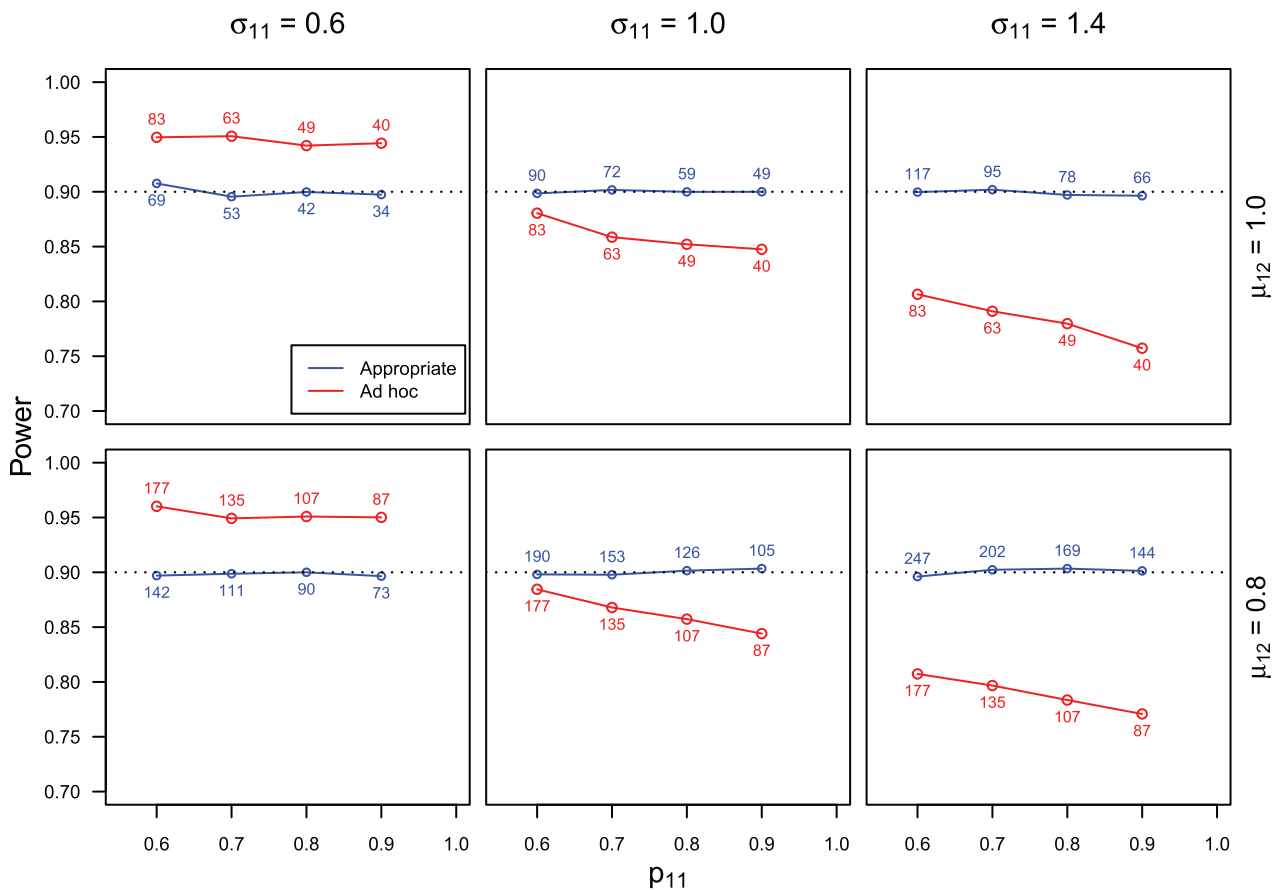 σ11 = 0.6 σ11 = 1.0 σ11 = 1.4
1.00
0.95
0.90
0.85
0.80
0.75
0.70
83 63 49 40
69 53 42 34
Appropriate
Ad hoc
90 72 59 49
83 63 49 40
117 95 78 66
83 63 49 40
μ12 = 1.0
Power
1.00
0.95
0.90
0.85
0.80
0.75
0.70
177 135 107 87
142 111 90 73
190 153 126 105
177 135 107 87
247 202 169 144
177 135 107 87
μ12 = 0.8
0.6 0.7 0.8 0.9 1.0 0.6 0.7 0.8 0.9 1.0 0.6 0.7 0.8 0.9 1.0
p11